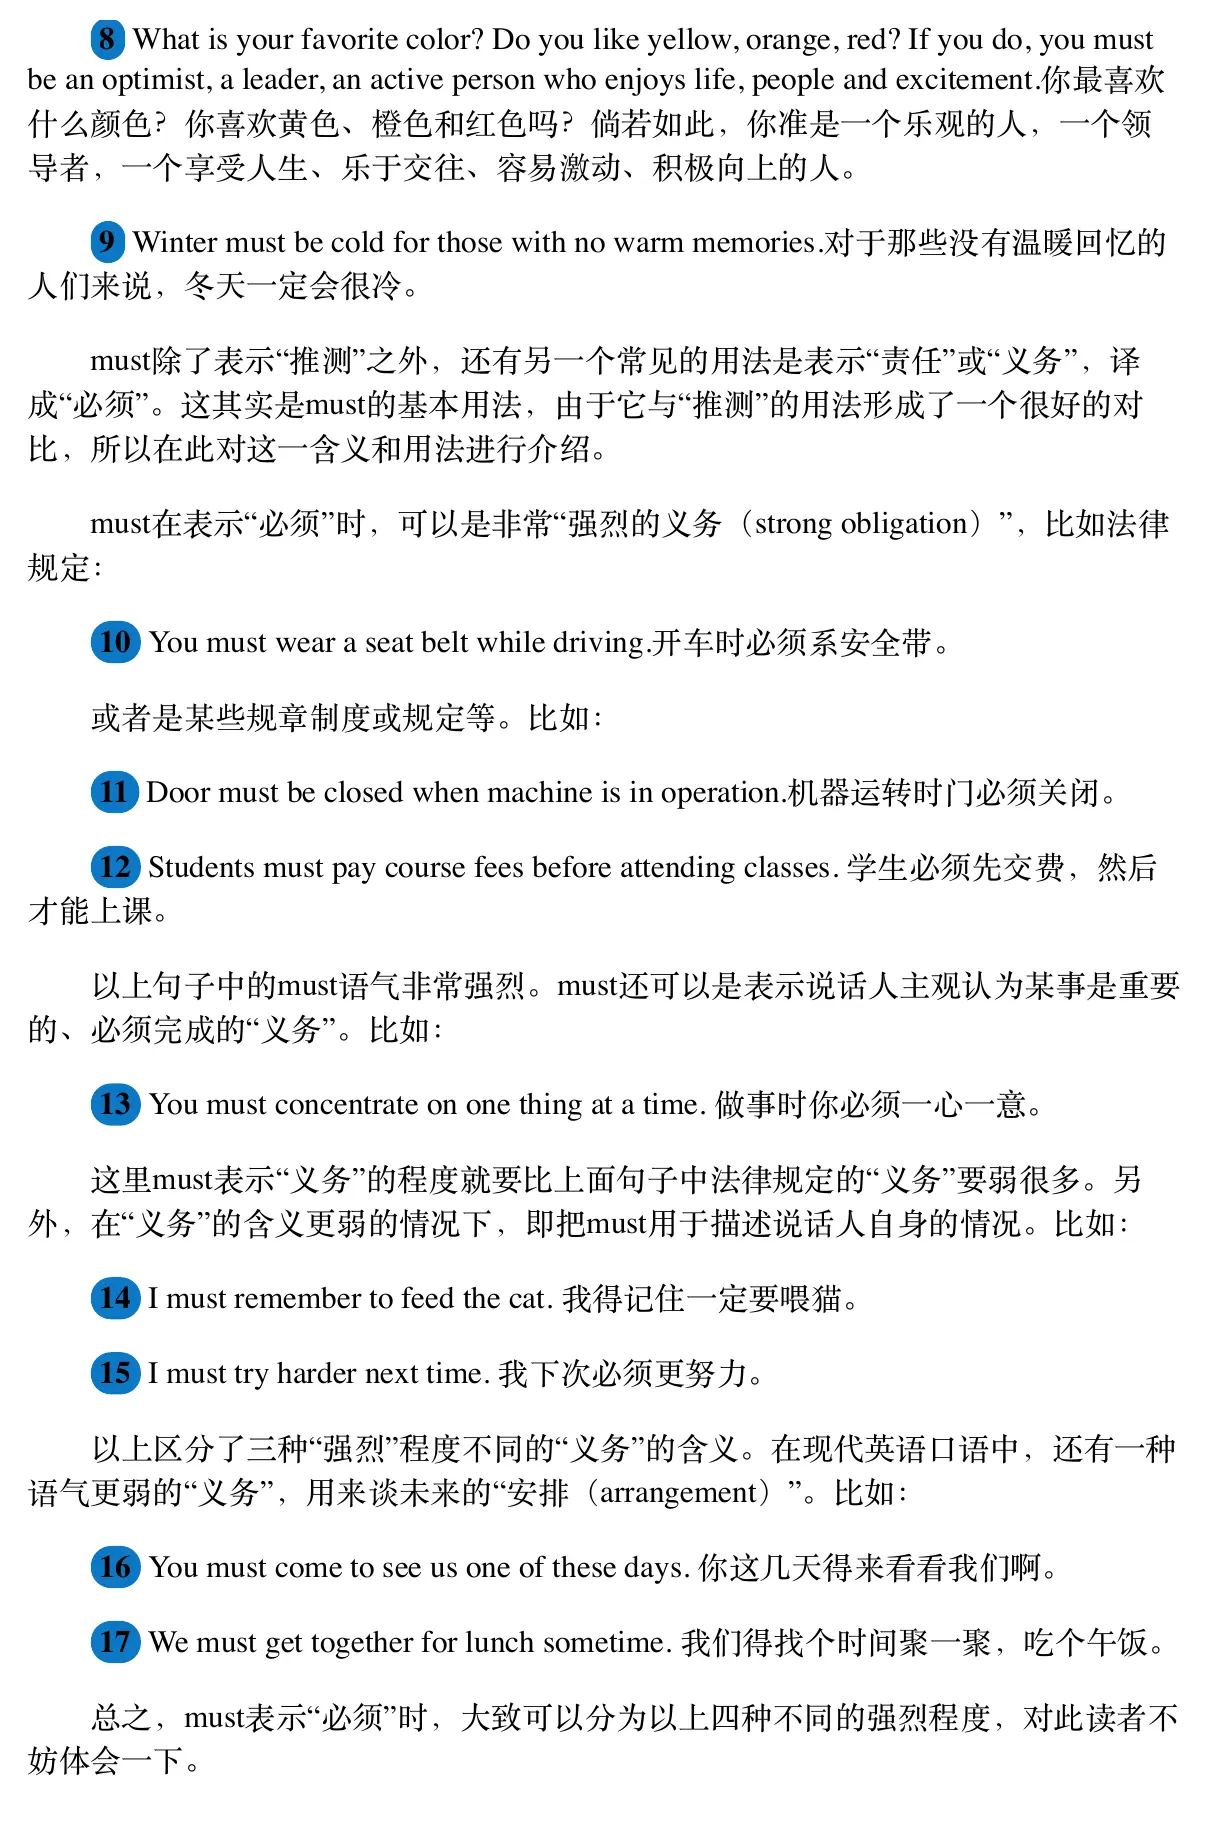 8 What is your favorite color? Do you like yellow, orange, red? If you do, you must
be an optimist, a leader, an active person who enjoys life, people and excitement.你最喜欢
什么颜色？你喜欢黄色、橙色和红色吗？倘若如此，你准是一个乐观的人，一个领
导者，一个享受人生、乐于交往、容易激动、积极向上的人。
9 Winter must be cold for those with no warm memories.对于那些没有温暖回忆的
人们来说，冬天一定会很冷。
must除了表示“推测”之外，还有另一个常见的用法是表示“责任”或“义务”，译
成“必须”。这其实是must的基本用法，由于它与“推测”的用法形成了一个很好的对
比，所以在此对这一含义和用法进行介绍。
must在表示“必须”时，可以是非常“强烈的义务（strong obligation）”，比如法律
规定：
10 You must wear a seat belt while driving.开车时必须系安全带。
或者是某些规章制度或规定等。比如：
11 Door must be closed when machine is in operation.机器运转时门必须关闭。
12 Students must pay course fees before attending classes. 学生必须先交费，然后
才能上课。
以上句子中的must语气非常强烈。must还可以是表示说话人主观认为某事是重要
的、必须完成的“义务”。比如：
13 You must concentrate on one thing at a time. 做事时你必须一心一意。
这里must表示“义务”的程度就要比上面句子中法律规定的“义务”要弱很多。另
外，在“义务”的含义更弱的情况下，即把must用于描述说话人自身的情况。比如：
14 I must remember to feed the cat. 我得记住一定要喂猫。
15 I must try harder next time. 我下次必须更努力。
以上区分了三种“强烈”程度不同的“义务”的含义。在现代英语口语中，还有一种
语气更弱的“义务”，用来谈未来的“安排（arrangement）”。比如：
16 You must come to see us one of these days. 你这几天得来看看我们啊。
17 We must get together for lunch sometime. 我们得找个时间聚一聚，吃个午饭。
总之，must表示“必须”时，大致可以分为以上四种不同的强烈程度，对此读者不
妨体会一下。